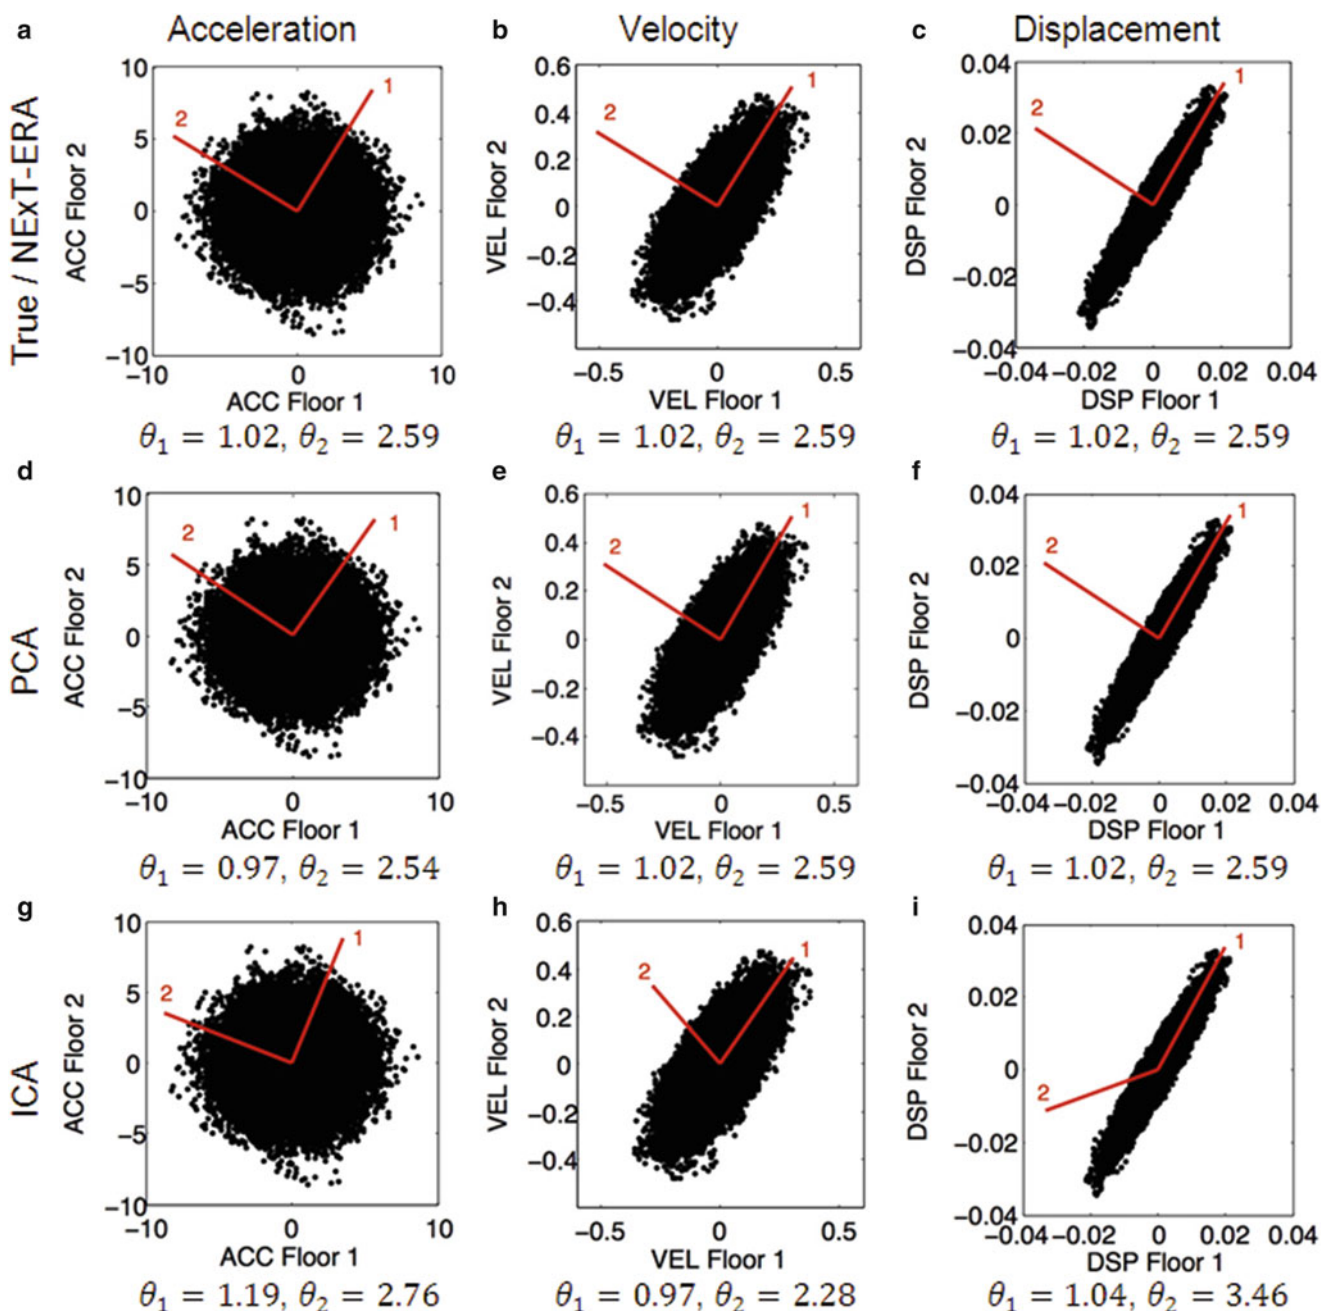 a Acceleration b Velocity c Displacement
True / NExT-ERA
10
5
0
−5
−10
−10 0 10
ACC Floor 2
ACC Floor 1
1
2
θ1 = 1.02, θ2 = 2.59
0.6
0.4
0.2
0
−0.2
−0.4
−0.5 0 0.5
VEL Floor 2
VEL Floor 1
1
2
θ1 = 1.02, θ2 = 2.59
0.04
0.02
0
−0.02
−0.04
−0.04 −0.02 0 0.02 0.04
DSP Floor 2
DSP Floor 1
1
2
θ1 = 1.02, θ2 = 2.59
d e f
PCA
10
5
0
−5
−10
−10 0 10
ACC Floor 2
ACC Floor 1
1
2
θ1 = 0.97, θ2 = 2.54
0.6
0.4
0.2
0
−0.2
−0.4
−0.5 0 0.5
VEL Floor 2
VEL Floor 1
1
2
θ1 = 1.02, θ2 = 2.59
0.04
0.02
0
−0.02
−0.04
−0.04 −0.02 0 0.02 0.04
DSP Floor 2
DSP Floor 1
1
2
θ1 = 1.02, θ2 = 2.59
g h i
ICA
10
5
0
−5
−10
−10 0 10
ACC Floor 2
ACC Floor 1
1
2
θ1 = 1.19, θ2 = 2.76
0.6
0.4
0.2
0
−0.2
−0.4
−0.5 0 0.5
VEL Floor 2
VEL Floor 1
1
2
θ1 = 0.97, θ2 = 2.28
0.04
0.02
0
−0.02
−0.04
−0.04 −0.02 0 0.02 0.04
DSP Floor 2
DSP Floor 1
1
2
θ1 = 1.04, θ2 = 3.46